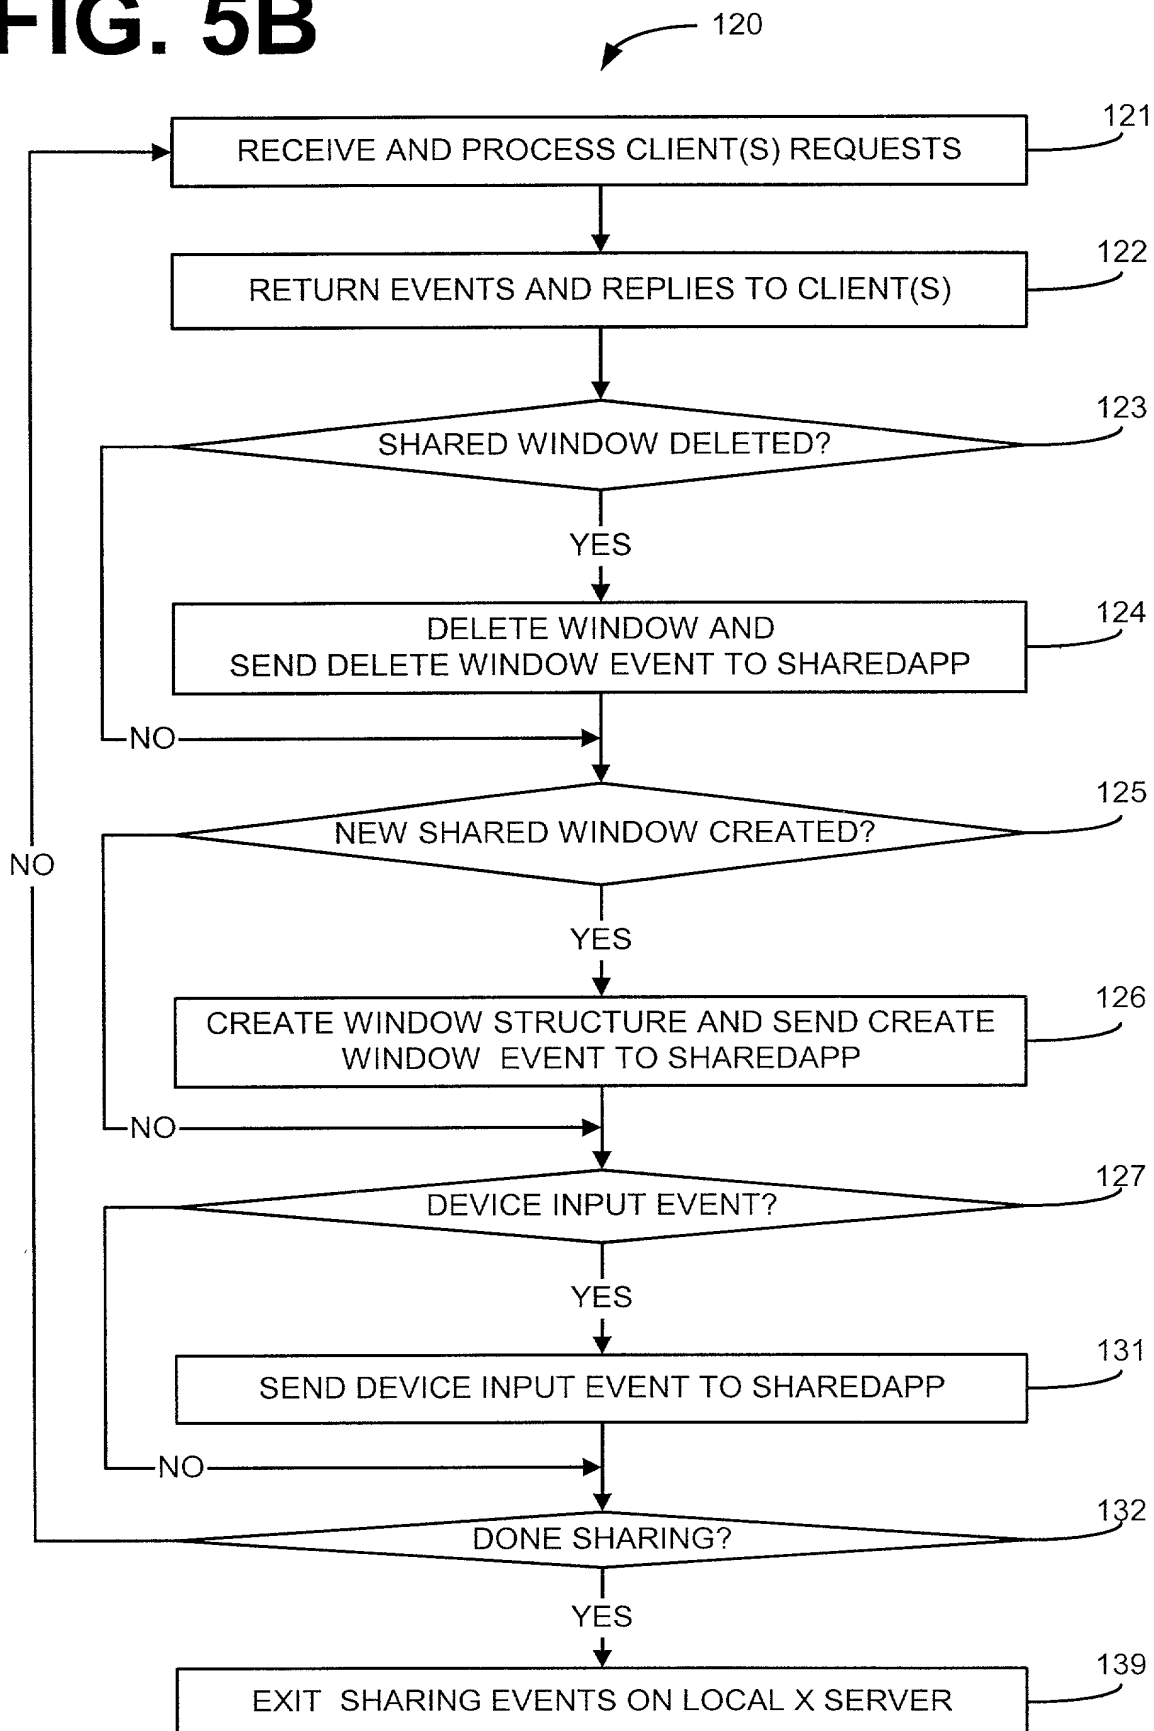 FIG. 5B
120
121
RECEIVE AND PROCESS CLIENT(S) REQUESTS
122
RETURN EVENTS AND REPLIES TO CLIENT(S)
123
SHARED WINDOW DELETED?
YES
124
DELETE WINDOW AND
SEND DELETE WINDOW EVENT TO SHAREDAPP
NO
125
NEW SHARED WINDOW CREATED?
NO
YES
126
CREATE WINDOW STRUCTURE AND SEND CREATE
WINDOW EVENT TO SHAREDAPP
NO
127
DEVICE INPUT EVENT?
YES
131
SEND DEVICE INPUT EVENT TO SHAREDAPP
NO
132
DONE SHARING?
YES
139
EXIT SHARING EVENTS ON LOCAL X SERVER